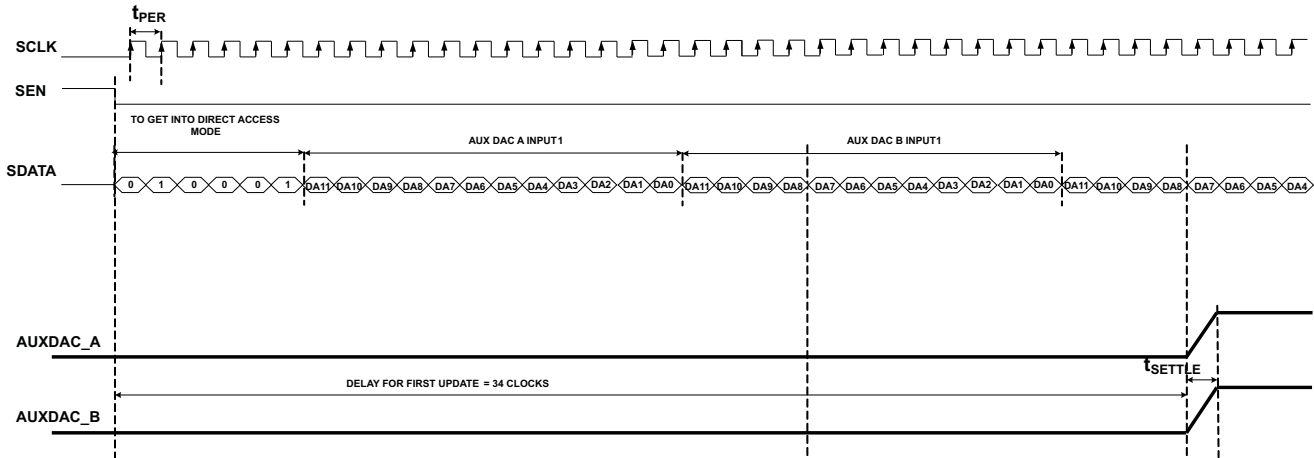 tPER
SCLK
SEN
TO GET INTO DIRECT ACCESS
MODE
AUX DAC A INPUT1
AUX DAC B INPUT1
SDATA
0 1 0 0 0 1 DA11 DA10 DA9 DA8 DA7 DA6 DA5 DA4 DA3 DA2 DA1 DA0 DA11 DA10 DA9 DA8 DA7 DA6 DA5 DA4 DA3 DA2 DA1 DA0 DA11 DA10 DA9 DA8 DA7 DA6 DA5 DA4
AUXDAC_A
tSETTLE
DELAY FOR FIRST UPDATE = 34 CLOCKS
AUXDAC_B